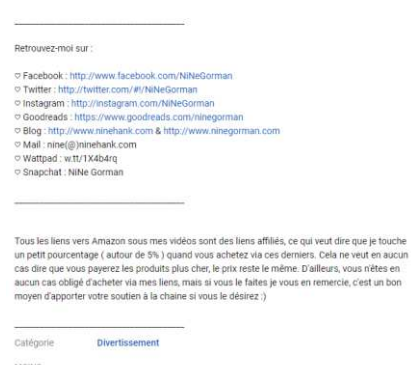 Retrouvez-moi sur :
♡ Facebook : http://www.facebook.com/NiNeGorman
♡ Twitter : http://twitter.com/#!/NiNeGorman
♡ Instagram : http://instagram.com/NiNeGorman
♡ Goodreads : https://www.goodreads.com/ninegorman
♡ Blog : http://www.ninehank.com & http://www.ninegorman.com
♡ Mail : nine(@)ninehank.com
♡ Wattpad : w.tt/1X4b4rq
♡ Snapchat : NiNe Gorman
Tous les liens vers Amazon sous mes vidéos sont des liens affiliés, ce qui veut dire que je touche
un petit pourcentage ( autour de 5% ) quand vous achetez via ces derniers. Cela ne veut en aucun
cas dire que vous payerez les produits plus cher, le prix reste le même. D'ailleurs, vous n'êtes en
aucun cas obligé d'acheter via mes liens, mais si vous le faites je vous en remercie, c'est un bon
moyen d'apporter votre soutien à la chaine si vous le désirez :)
Catégorie Divertissement